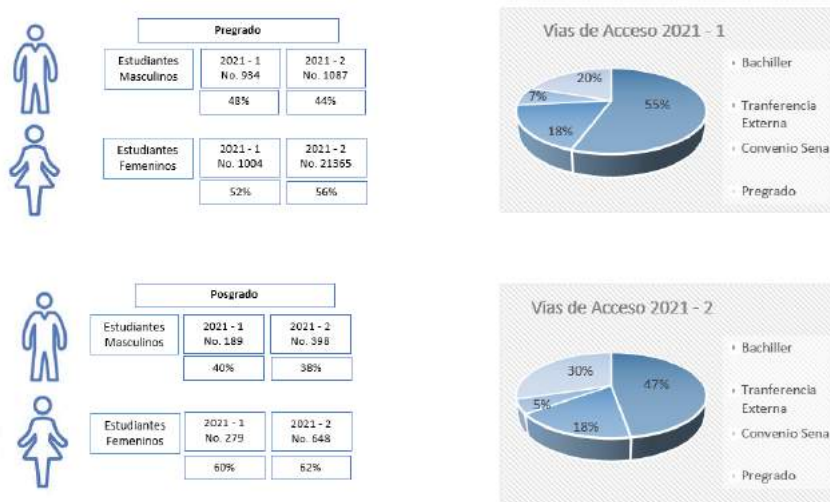 Pregrado
Estudiantes
Masculinos
2021 - 1
No. 934
2021 - 2
No. 1087
48%
44%
Estudiantes
Femeninos
2021 - 1
No. 1004
2021 - 2
No. 21365
52%
56%
Vias de Acceso 2021 - 1
20%
7%
55%
18%
Bachiller
Tranferencia
Externa
Convenio Sena
Pregrado
Posgrado
Estudiantes
Masculinos
2021 - 1
No. 189
2021 - 2
No. 398
40%
38%
Estudiantes
Femeninos
2021 - 1
No. 279
2021 - 2
No. 648
60%
62%
Vias de Acceso 2021 - 2
30%
47%
5%
18%
Bachiller
Tranferencia
Externa
Convenio Sena
Pregrado